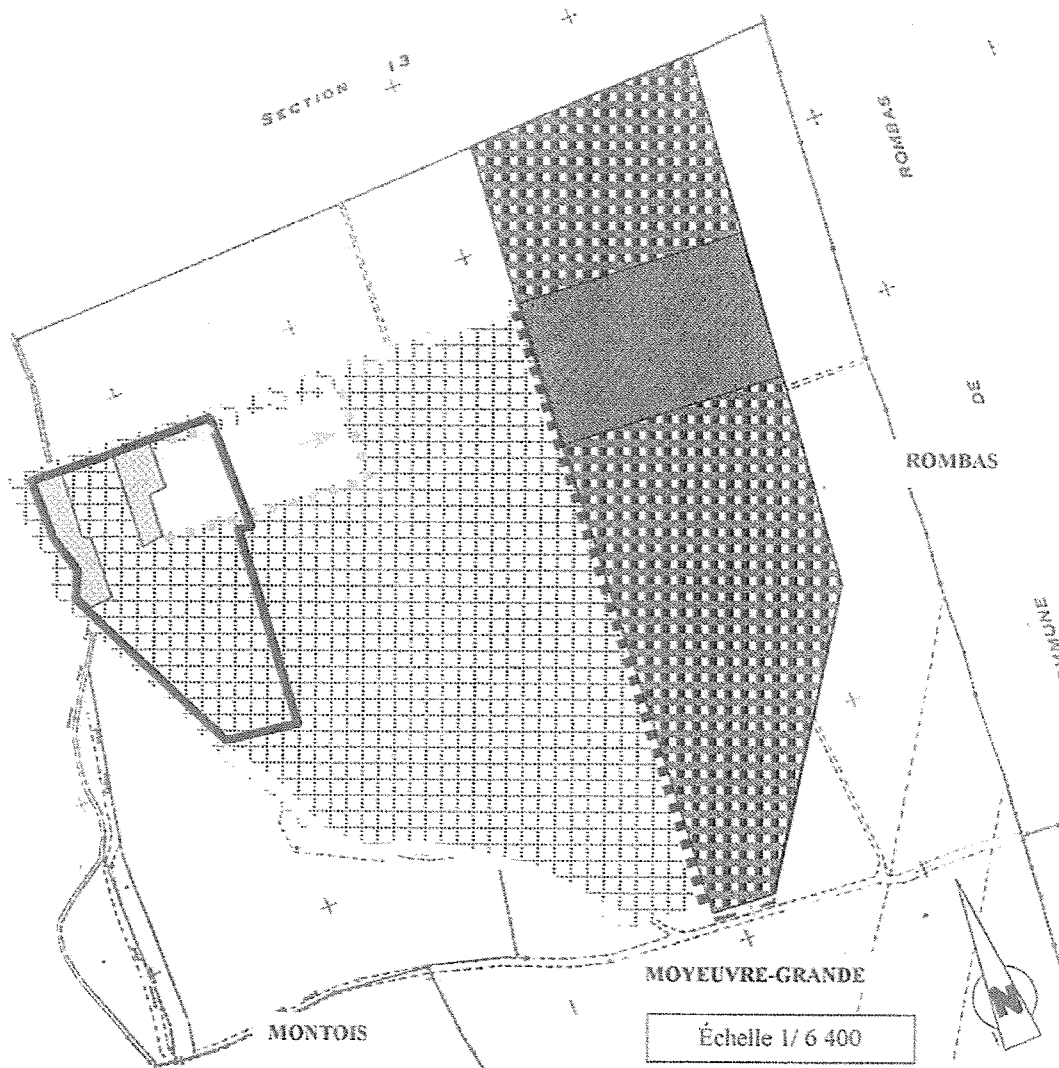 SECTION 13
ROMBAS
DE
ROMBAS
MOYEUVRE-GRANDE
MONTOIS
Échelle 1/ 6 400
N